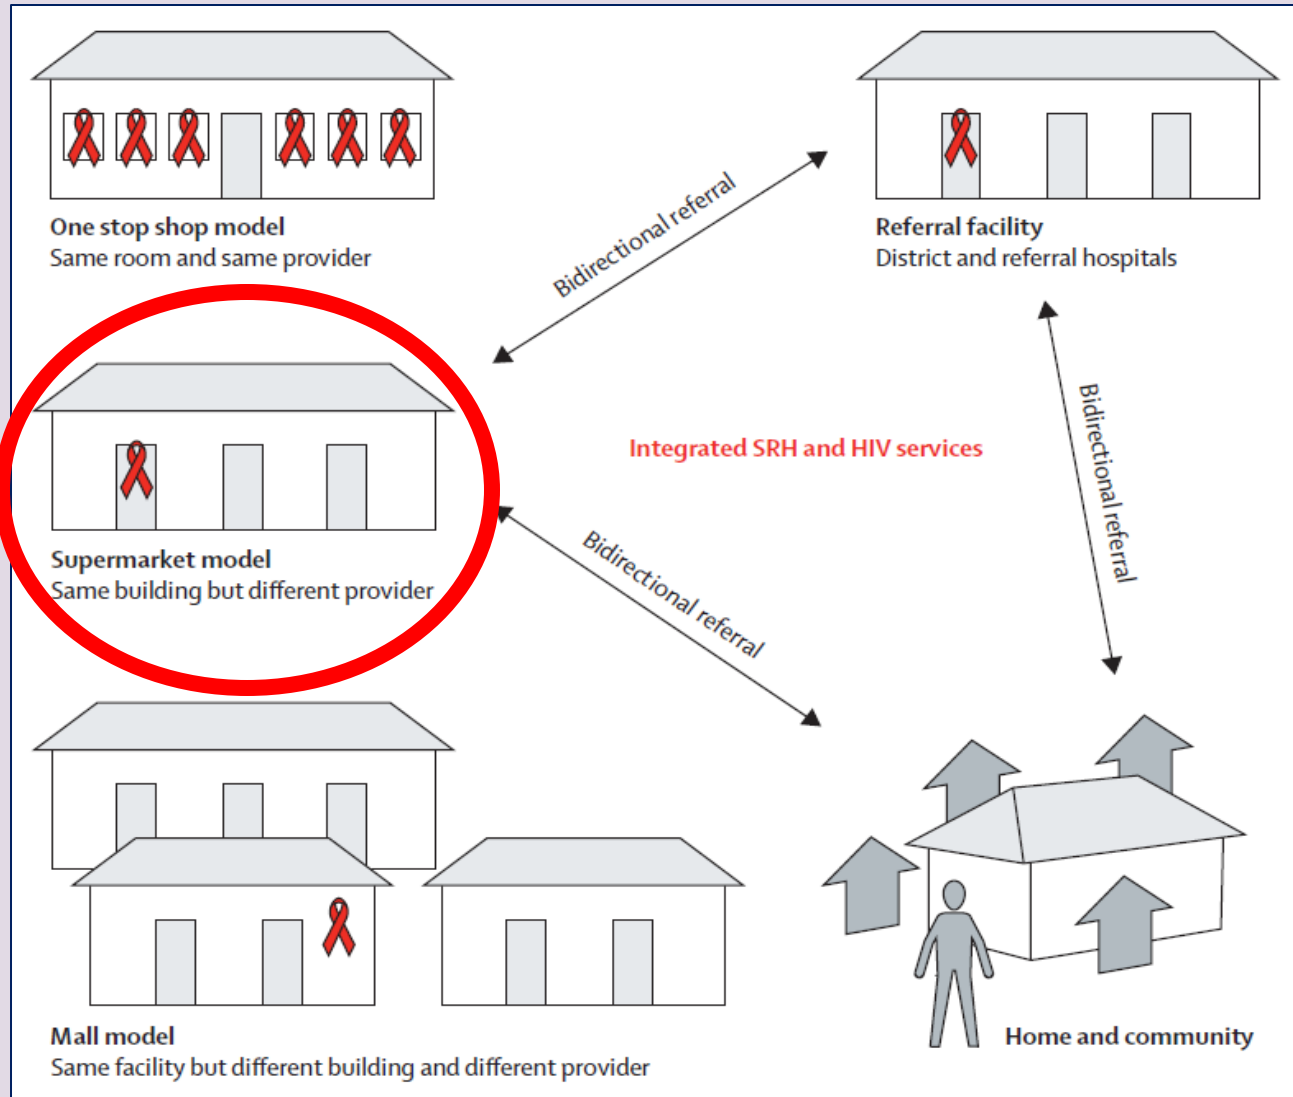 One stop shop model
Same room and same provider
Bidirectional referral
Referral facility
District and referral hospitals
Supermarket model
Same building but different provider
Integrated SRH and HIV services
Bidirectional referral
Bidirectional referral
Mall model
Same facility but different building and different provider
Home and community